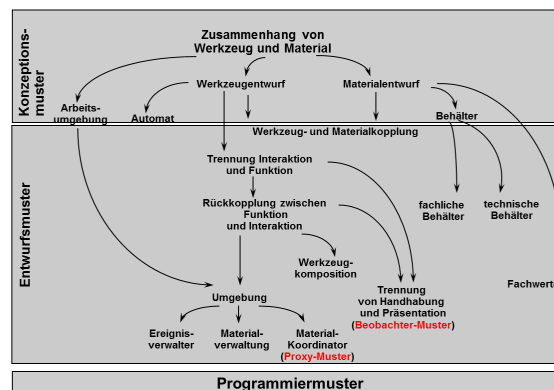 Konzeptions-
muster
Zusammenhang von
Werkzeug und Material
Werkzeugentwurf
Materialentwurf
Arbeits-
umgebung
Automat
Behälter
Werkzeug- und Materialkopplung
Entwurfsmuster
Trennung Interaktion
und Funktion
Rückkopplung zwischen
Funktion
und Interaktion
fachliche
Behälter
technische
Behälter
Werkzeug-
komposition
Fachwerte
Umgebung
Trennung
von Handhabung
und Präsentation
(Beobachter-Muster)
Ereignis-
verwalter
Material-
verwaltung
Material-
Koordinator
(Proxy-Muster)
Programmiermuster